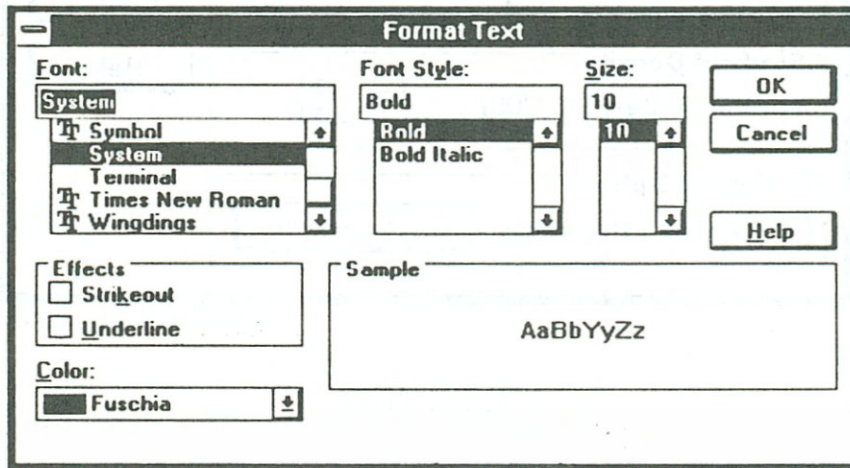 Format Text
Font:
System
Symbol
System
Terminal
Times New Roman
Wingdings
Font Style:
Bold
Bold
Bold Italic
Size:
10
10
OK
Cancel
Help
Effects
Strikeout
Underline
Color:
Fuschia
Sample
AaBbYyZz